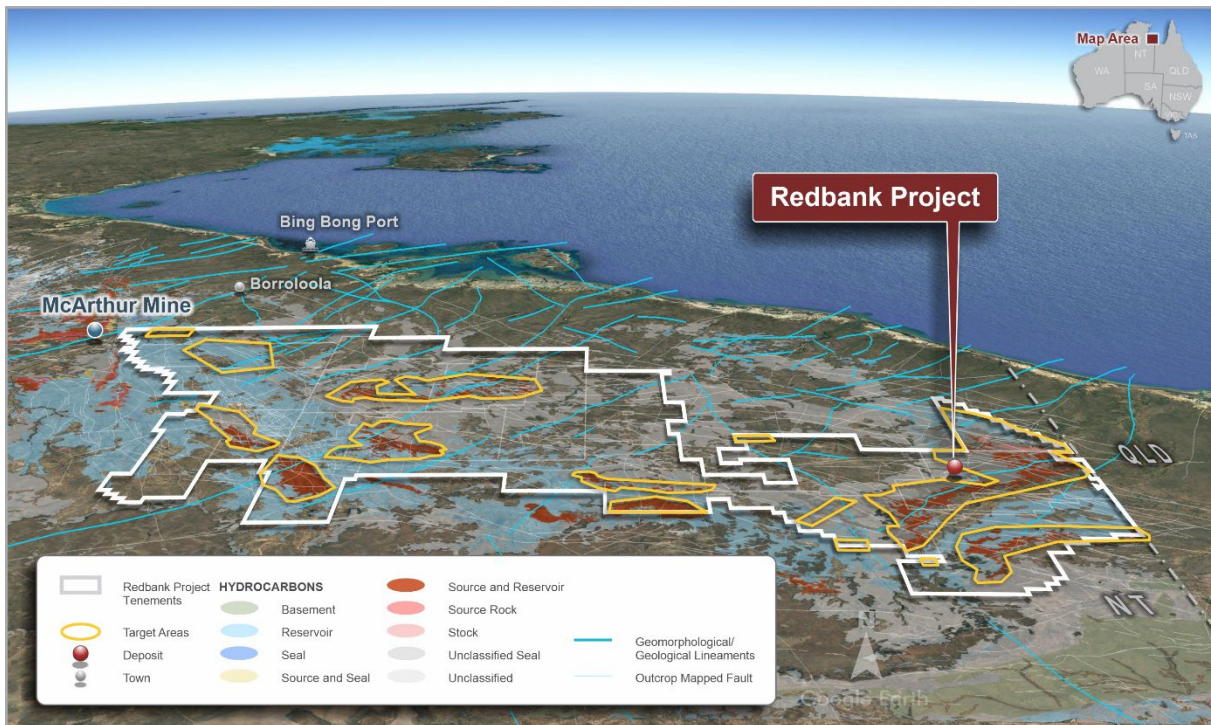 Map Area
NT
WA
QLD
SA
NSW
TAS
Redbank Project
Bing Bong Port
Borroloola
McArthur Mine
QLD
NT
N
Google Earth
Redbank Project
Tenements
Target Areas
Deposit
Town
HYDROCARBONS
Basement
Reservoir
Seal
Source and Seal
Source and Reservoir
Source Rock
Stock
Unclassified Seal
Unclassified
Geomorphological/
Geological Lineaments
Outcrop Mapped Fault